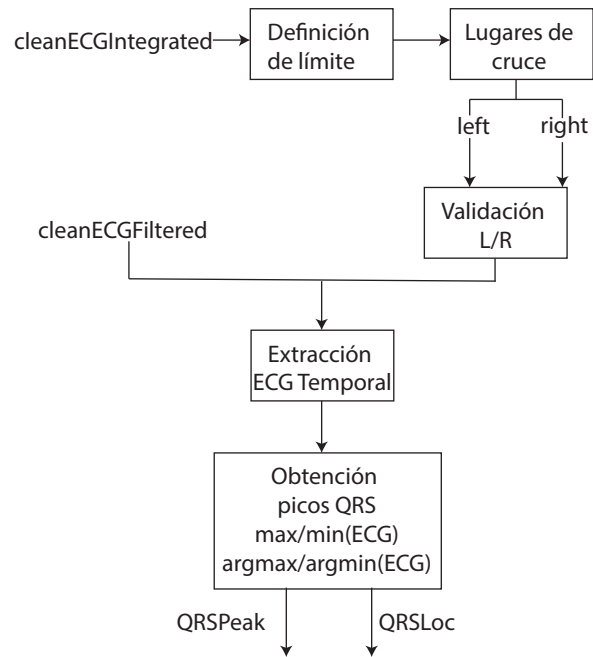 cleanECGIntegrated
Definición
de límite
Lugares de
cruce
left
right
Validación
L/R
cleanECGFiltered
Extracción
ECG Temporal
Obtención
picos QRS
max/min(ECG)
argmax/argmin(ECG)
QRSPeak
QRSLoc